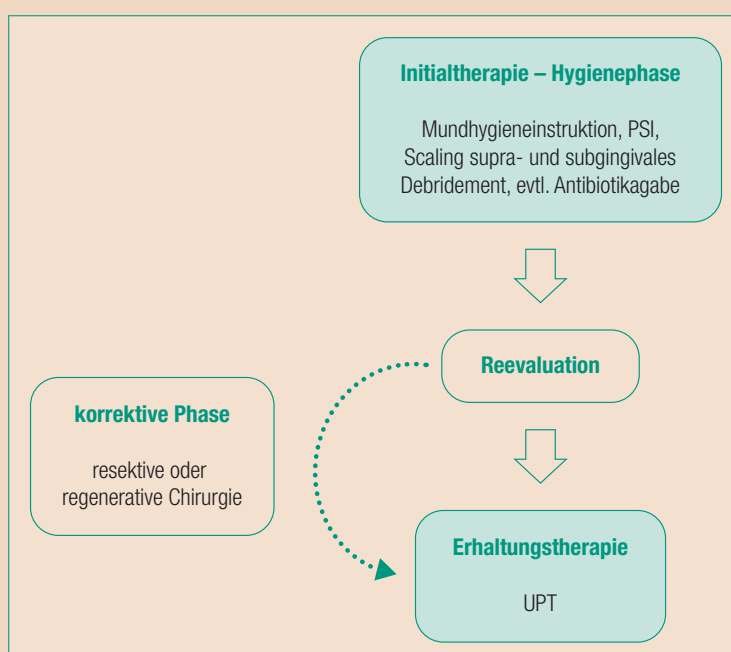 Initialtherapie – Hygienephase
Mundhygieneinstruktion, PSI,
Scaling supra- und subgingivales
Debridement, evtl. Antibiotikagabe
Reevaluation
korrektive Phase
resektive oder
regenerative Chirurgie
Erhaltungstherapie
UPT